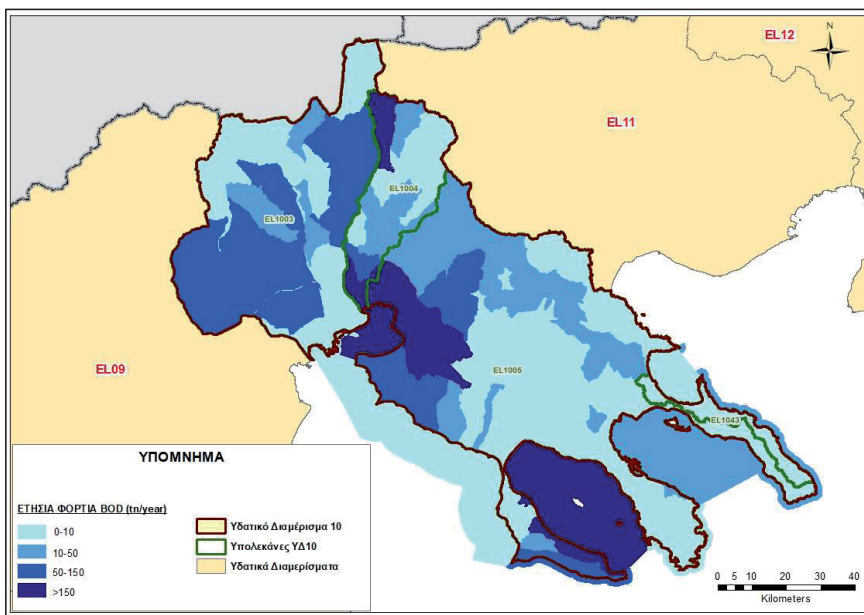 EL12
N
EL11
EL1004
EL1003
EL09
EL1005
EL1043
ΥΠΟΜΝΗΜΑ
ΕΤΗΣΙΑ ΦΟΡΤΙΑ BOD (tn/year)
0-10
10-50
50-150
>150
Υδατικό Διαμέρισμα 10
Υπολεκάνες ΥΔ10
Υδατικά Διαμερίσματα
0 5 10 20 30 40
Kilometers